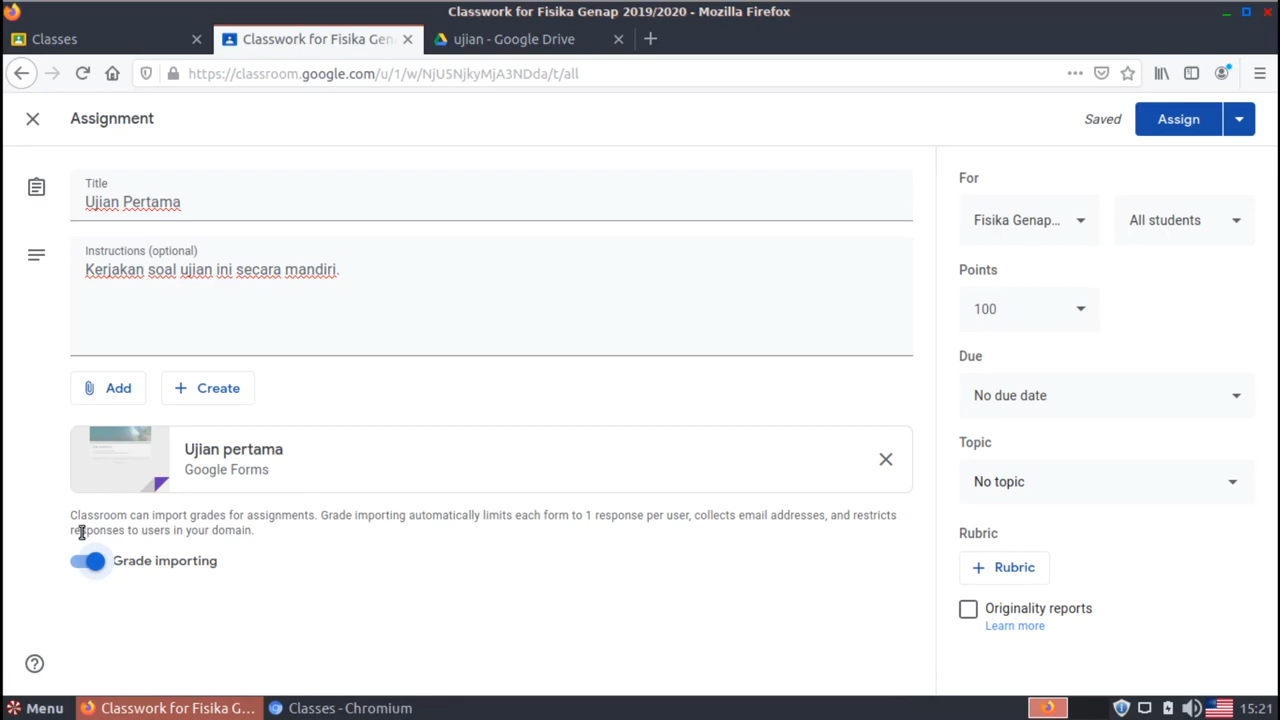 Classwork for Fisika Genap 2019/2020 - Mozilla Firefox
Classes
Classwork for Fisika Gen
ujian - Google Drive
https://classroom.google.com/u/1/w/NjU5NjkyMjA3NDda/t/all
Assignment
Saved
Assign
Title
Ujian Pertama
Instructions (optional)
Kerjakan soal ujian ini secara mandiri.
Add
Create
Ujian pertama
Google Forms
Classroom can import grades for assignments. Grade importing automatically limits each form to 1 response per user, collects email addresses, and restricts
responses to users in your domain.
Grade importing
For
Fisika Genap...
All students
Points
100
Due
No due date
Topic
No topic
Rubric
Rubric
Originality reports
Learn more
Menu
Classwork for Fisika G...
Classes - Chromium
15:21